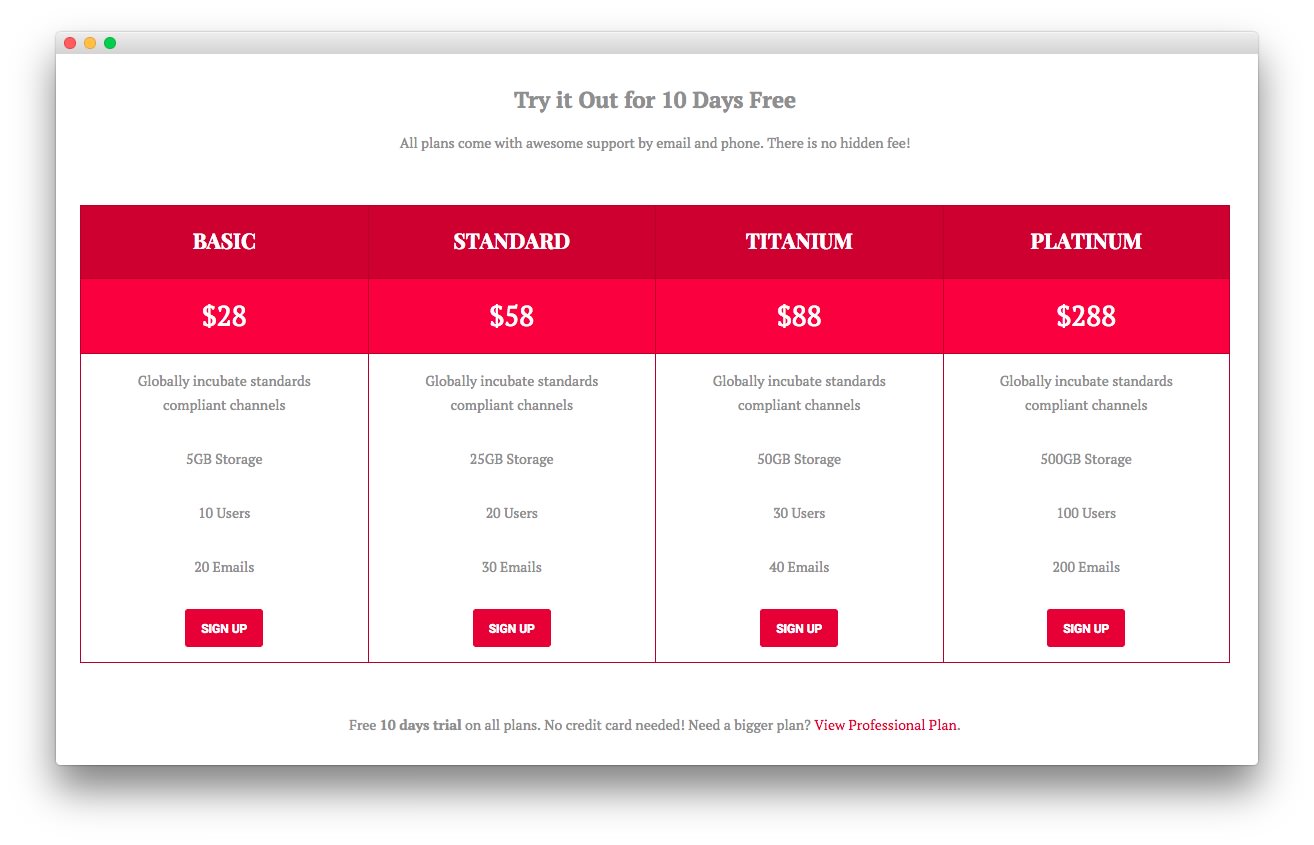 Try it Out for 10 Days Free
All plans come with awesome support by email and phone. There is no hidden fee!
BASIC
$28
Globally incubate standards
compliant channels
5GB Storage
10 Users
20 Emails
SIGN UP
STANDARD
$58
Globally incubate standards
compliant channels
25GB Storage
20 Users
30 Emails
SIGN UP
TITANIUM
$88
Globally incubate standards
compliant channels
50GB Storage
30 Users
40 Emails
SIGN UP
PLATINUM
$288
Globally incubate standards
compliant channels
500GB Storage
100 Users
200 Emails
SIGN UP
Free 10 days trial on all plans. No credit card needed! Need a bigger plan? View Professional Plan.